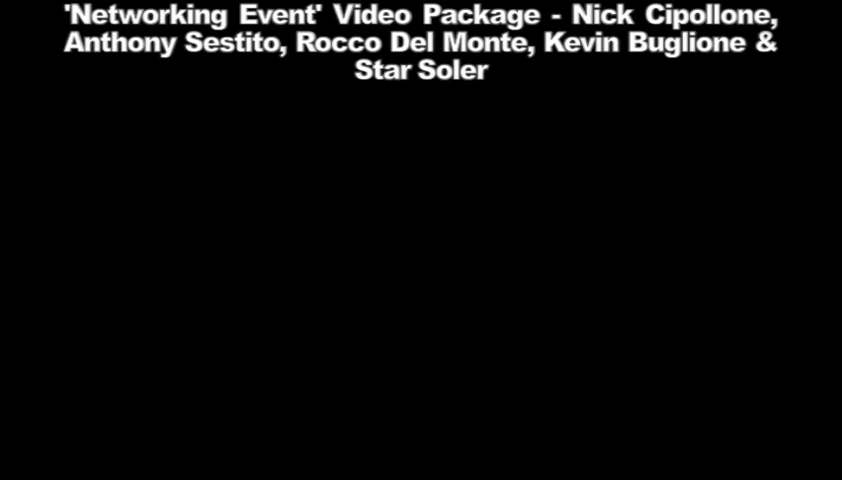 'Networking Event' Video Package - Nick Cipollone,
Anthony Sestito, Rocco Del Monte, Kevin Buglione &
Star Soler